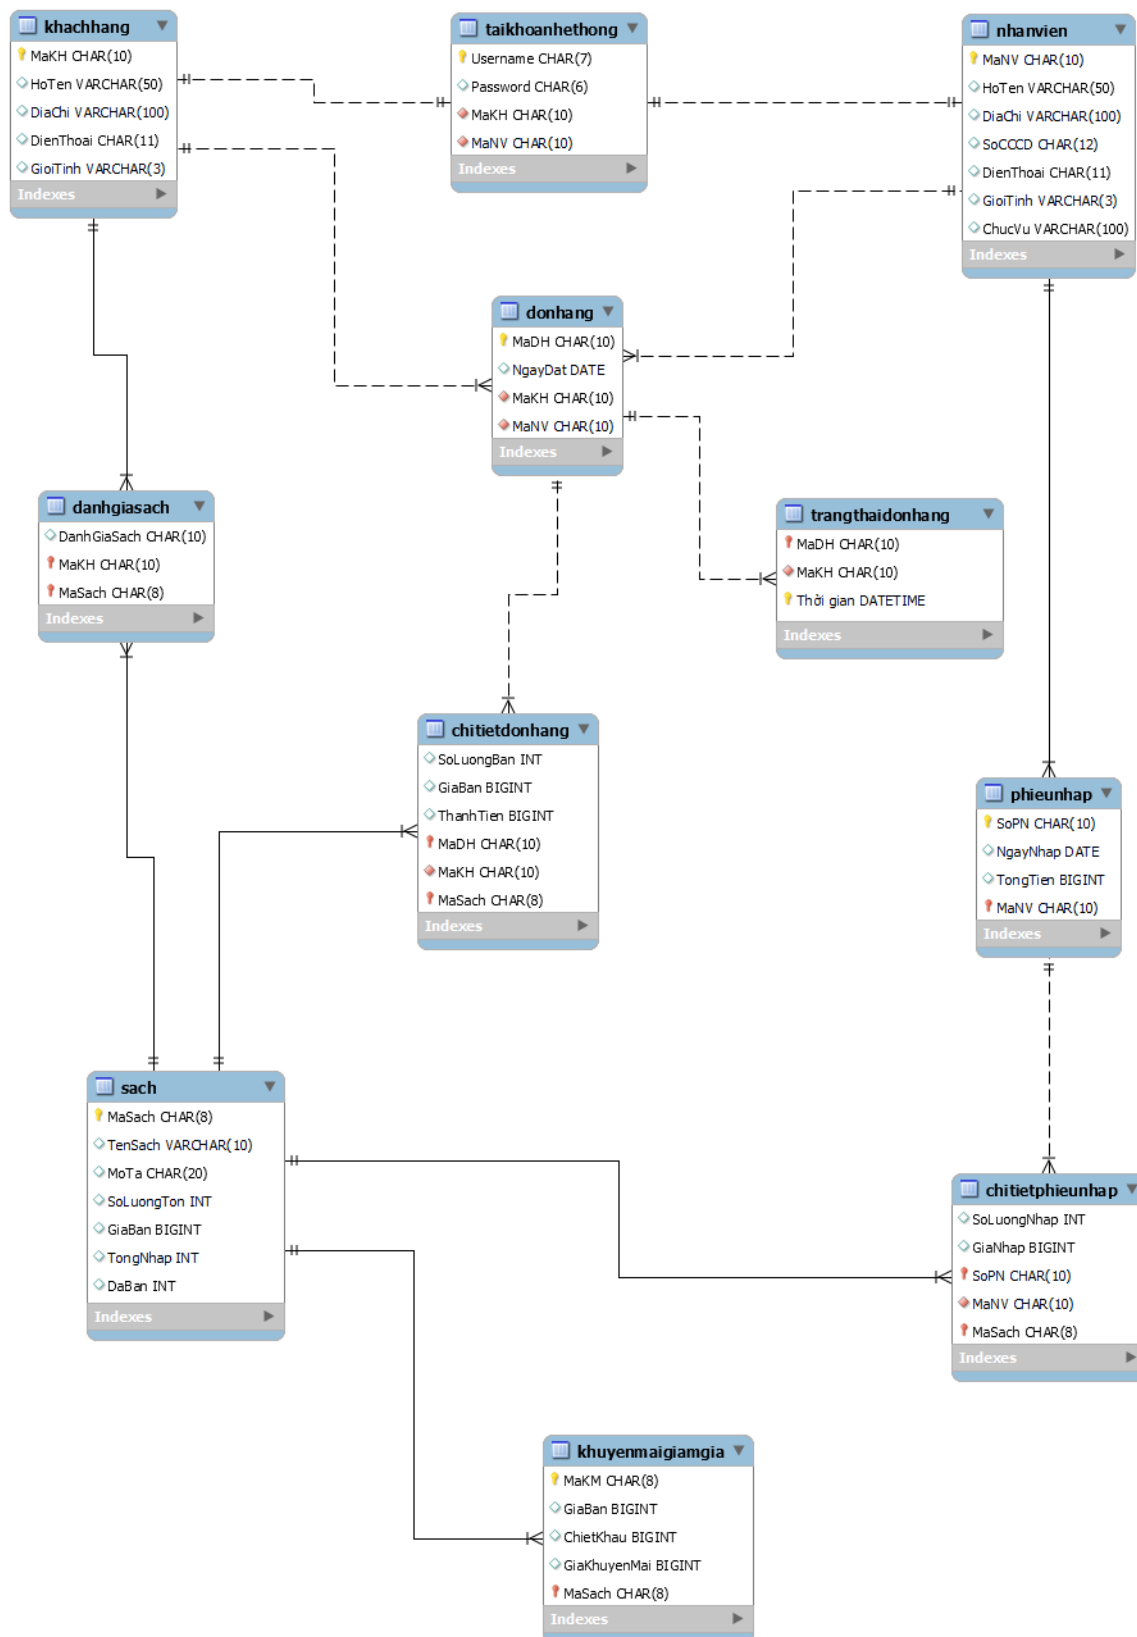 khachhang
MaKH CHAR(10)
HoTen VARCHAR(50)
DiaChi VARCHAR(100)
DienThoai CHAR(11)
GioiTinh VARCHAR(3)
Indexes
taikhoanhethong
Username CHAR(7)
Password CHAR(6)
MaKH CHAR(10)
MaNV CHAR(10)
Indexes
nhanvien
MaNV CHAR(10)
HoTen VARCHAR(50)
DiaChi VARCHAR(100)
SoCCCD CHAR(12)
DienThoai CHAR(11)
GioiTinh VARCHAR(3)
ChucVu VARCHAR(100)
Indexes
donhang
MaDH CHAR(10)
NgayDat DATE
MaKH CHAR(10)
MaNV CHAR(10)
Indexes
danhgiasach
DanhGiaSach CHAR(10)
MaKH CHAR(10)
MaSach CHAR(8)
Indexes
trangthaidonhang
MaDH CHAR(10)
MaKH CHAR(10)
Thời gian DATETIME
Indexes
chitietdonhang
SoLuongBan INT
GiaBan BIGINT
ThanhTien BIGINT
MaDH CHAR(10)
MaKH CHAR(10)
MaSach CHAR(8)
Indexes
phieunhap
SoPN CHAR(10)
NgayNhap DATE
TongTien BIGINT
MaNV CHAR(10)
Indexes
sach
MaSach CHAR(8)
TenSach VARCHAR(10)
MoTa CHAR(20)
SoLuongTon INT
GiaBan BIGINT
TongNhap INT
DaBan INT
Indexes
chitietphieunhap
SoLuongNhap INT
GiaNhap BIGINT
SoPN CHAR(10)
MaNV CHAR(10)
MaSach CHAR(8)
Indexes
khuyenmaigiamgia
MaKM CHAR(8)
GiaBan BIGINT
ChietKhau BIGINT
GiaKhuyenMai BIGINT
MaSach CHAR(8)
Indexes